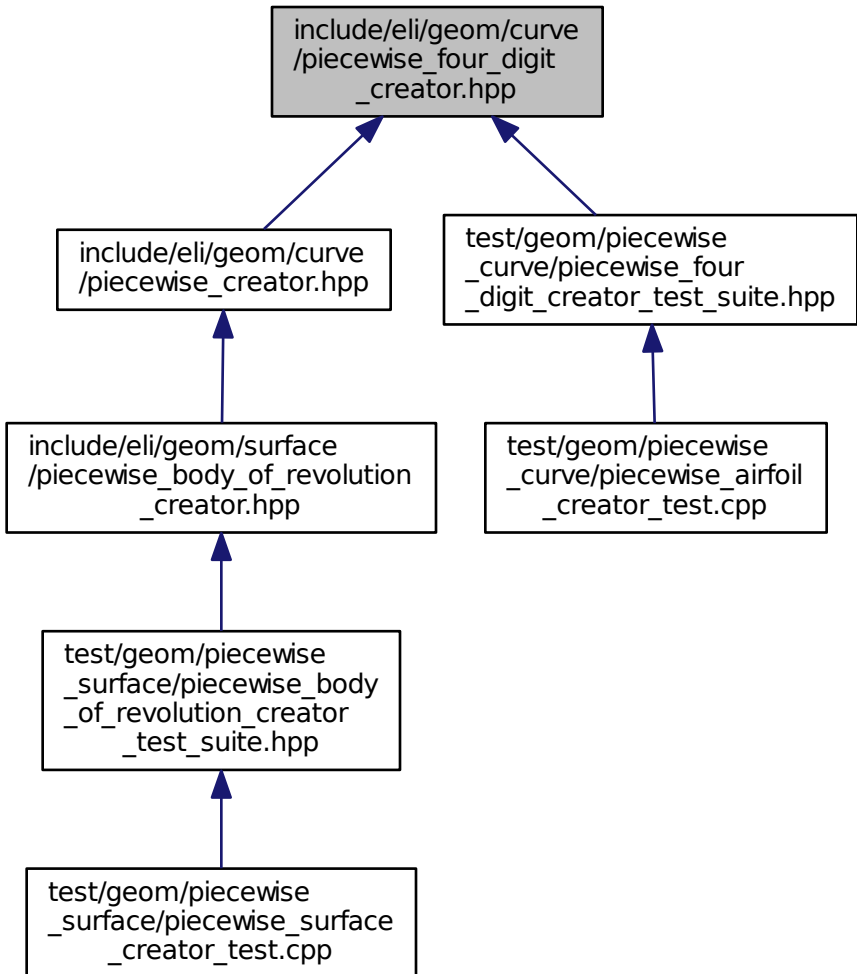 include/eli/geom/curve
/piecewise_four_digit
_creator.hpp
include/eli/geom/curve
/piecewise_creator.hpp
test/geom/piecewise
_curve/piecewise_four
_digit_creator_test_suite.hpp
include/eli/geom/surface
/piecewise_body_of_revolution
_creator.hpp
test/geom/piecewise
_curve/piecewise_airfoil
_creator_test.cpp
test/geom/piecewise
_surface/piecewise_body
_of_revolution_creator
_test_suite.hpp
test/geom/piecewise
_surface/piecewise_surface
_creator_test.cpp